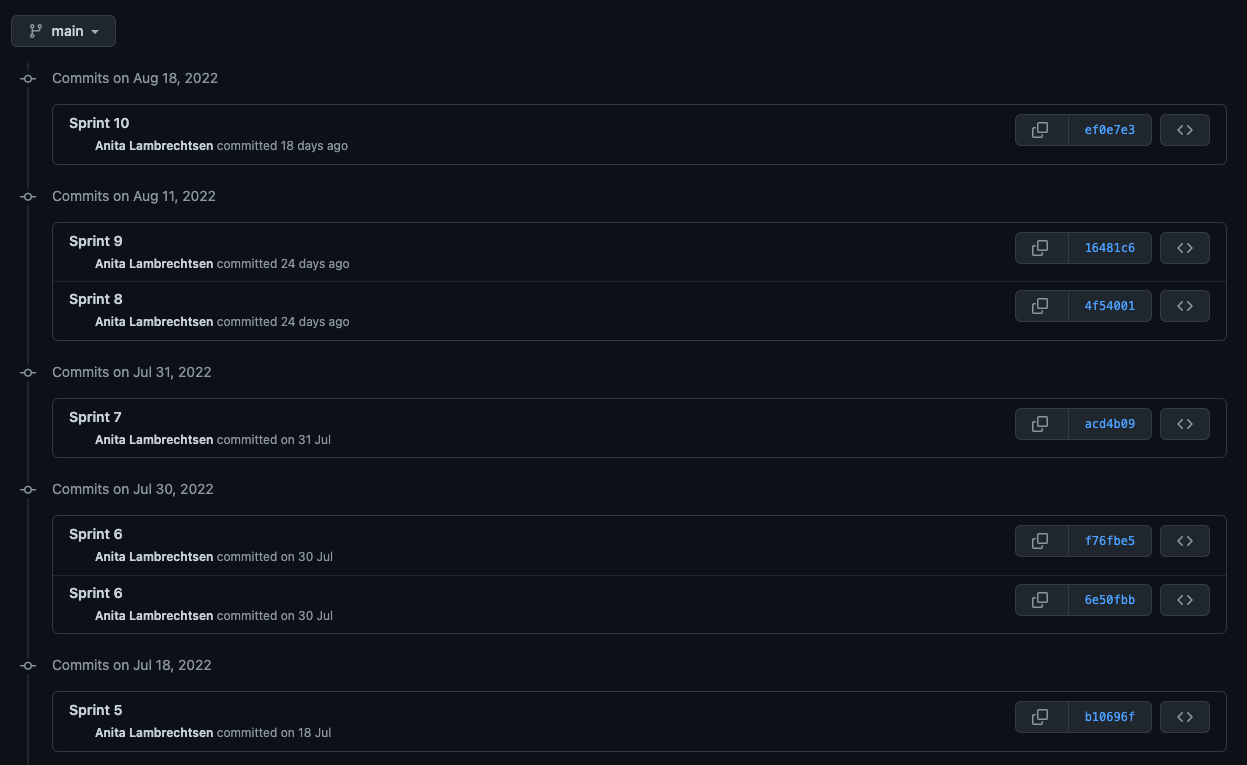 main
Commits on Aug 18, 2022
Sprint 10
Anita Lambrechtsen committed 18 days ago
ef0e7e3
Commits on Aug 11, 2022
Sprint 9
Anita Lambrechtsen committed 24 days ago
16481c6
Sprint 8
Anita Lambrechtsen committed 24 days ago
4f54001
Commits on Jul 31, 2022
Sprint 7
Anita Lambrechtsen committed on 31 Jul
acd4b09
Commits on Jul 30, 2022
Sprint 6
Anita Lambrechtsen committed on 30 Jul
f76fbe5
Sprint 6
Anita Lambrechtsen committed on 30 Jul
6e50fbb
Commits on Jul 18, 2022
Sprint 5
Anita Lambrechtsen committed on 18 Jul
b10696f